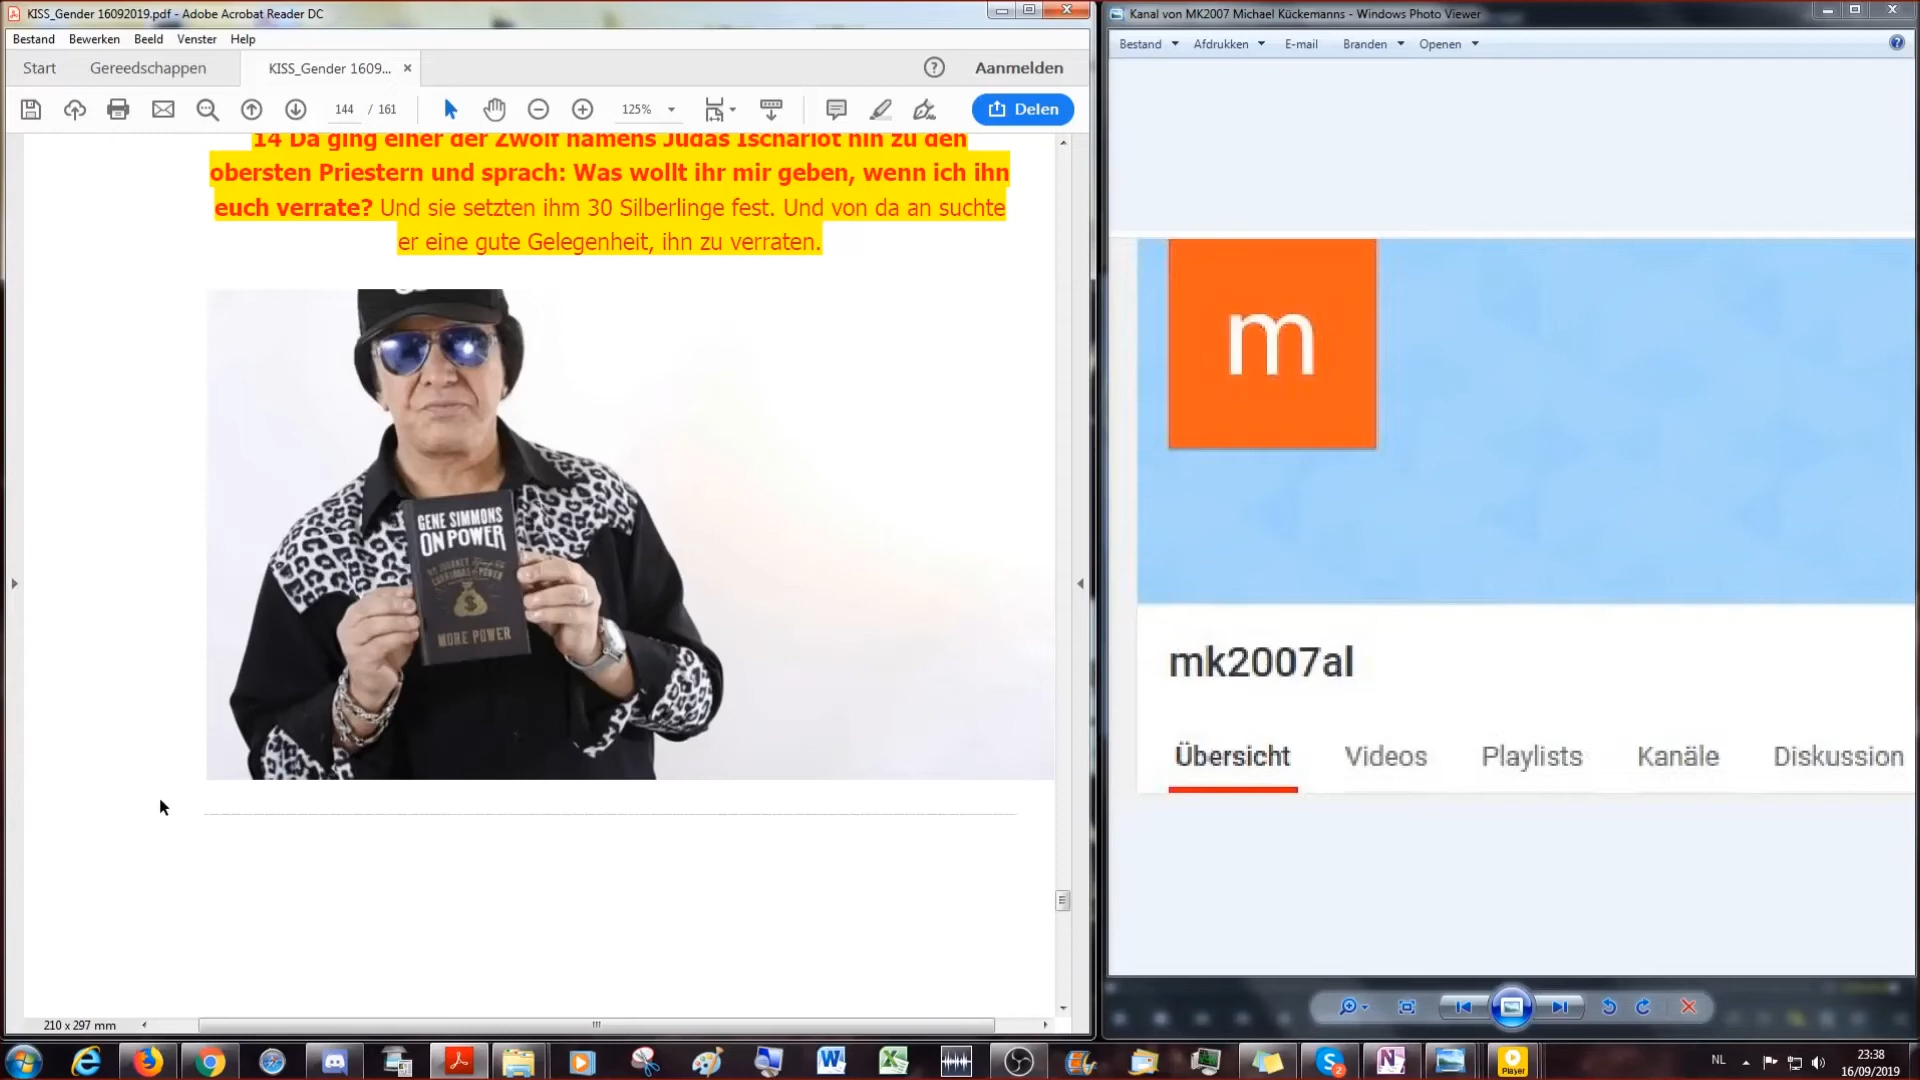 KISS_Gender 16092019.pdf - Adobe Acrobat Reader DC
Bestand Bewerken Beeld Venster Help
Start Gereedschappen KISS_Gender 1609... × Aanmelden
144 / 161 125% Delen
14 Da ging einer der Zwölf namens Judas Ischariot hin zu den
obersten Priestern und sprach: Was wollt ihr mir geben, wenn ich ihn
euch verrate? Und sie setzten ihm 30 Silberlinge fest. Und von da an suchte
er eine gute Gelegenheit, ihn zu verraten.
GENE SIMMONS
ON POWER
MORE POWER
210 x 297 mm
Kanal von MK2007 Michael Kückemanns - Windows Photo Viewer
Bestand Afdrukken E-mail Branden Openen
m
mk2007al
Übersicht Videos Playlists Kanäle Diskussion
Player
NL
23:38
16/09/2019